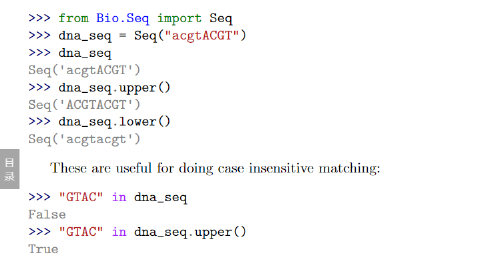 >>> from Bio.Seq import Seq
>>> dna_seq = Seq("acgtACGT")
>>> dna_seq
Seq('acgtACGT')
>>> dna_seq.upper()
Seq('ACGTACGT')
>>> dna_seq.lower()
Seq('acgtacgt')
目录
These are useful for doing case insensitive matching:
>>> "GTAC" in dna_seq
False
>>> "GTAC" in dna_seq.upper()
True